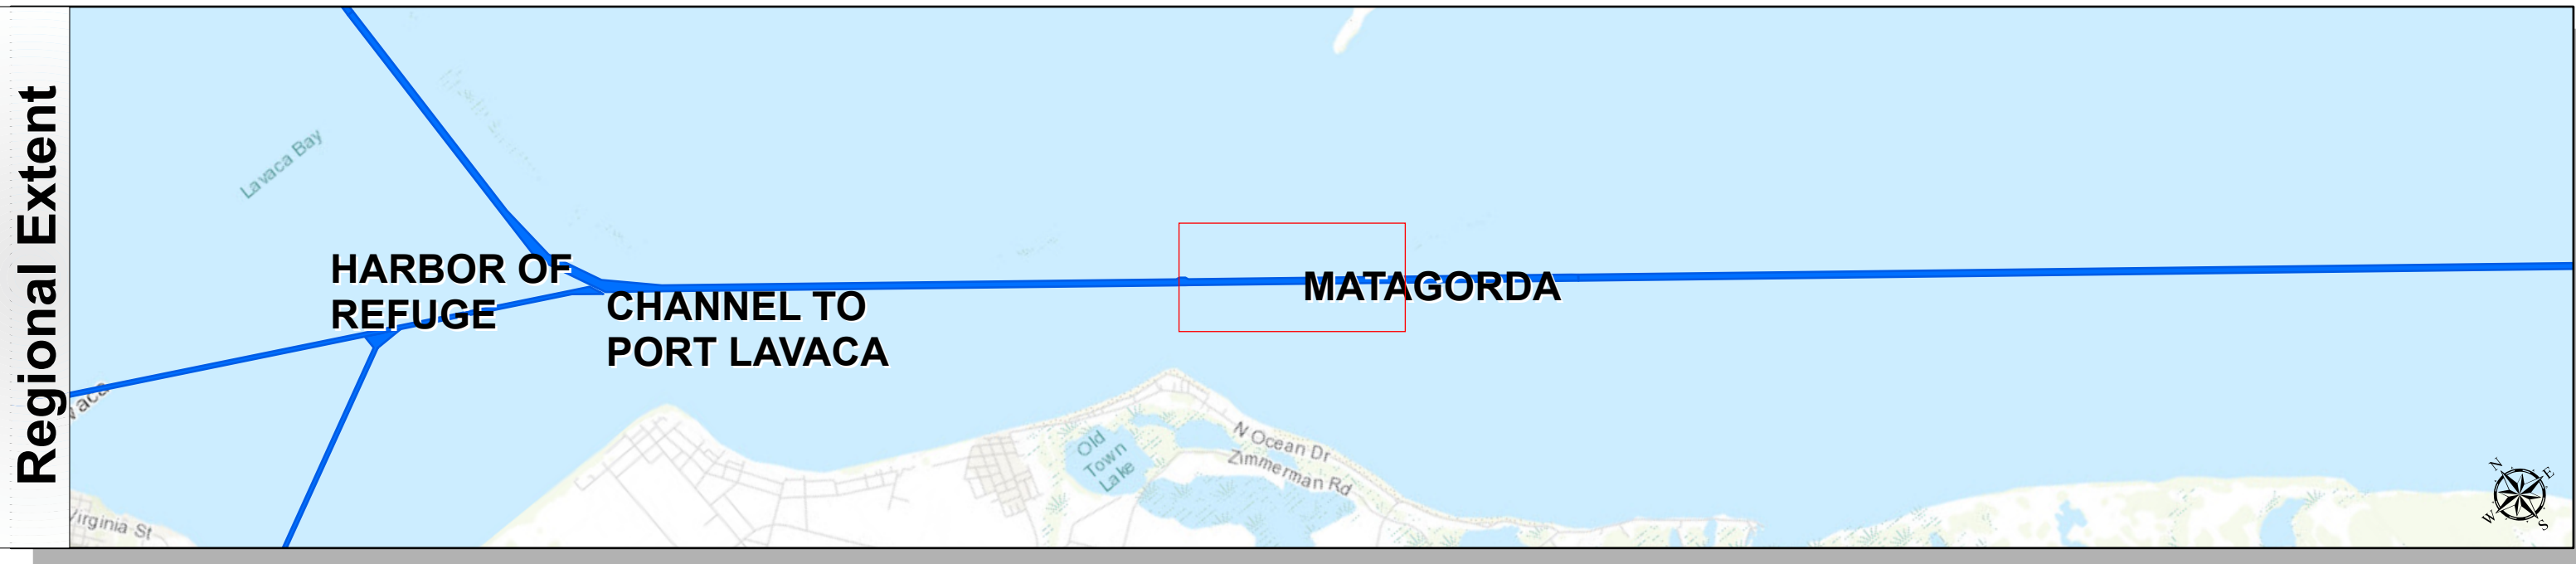 Regional Extent
Lavaca Bay
HARBOR OF
REFUGE
CHANNEL TO
PORT LAVACA
MATAGORDA
vaca
Virginia St
Old
Town
Lake
N Ocean Dr
Zimmerman Rd
N
E
W
S